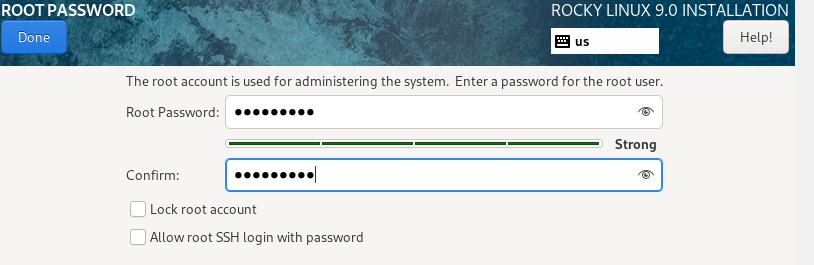 ROOT PASSWORD
ROCKY LINUX 9.0 INSTALLATION
Done
us
Help!
The root account is used for administering the system. Enter a password for the root user.
Root Password: ●●●●●●●●●
Strong
Confirm: ●●●●●●●●●
Lock root account
Allow root SSH login with password